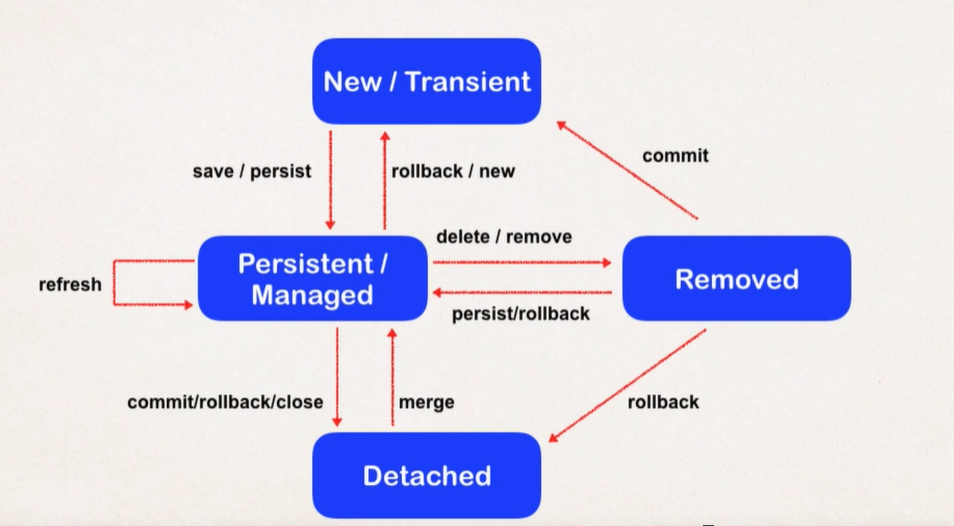 New / Transient
commit
save / persist
rollback / new
delete / remove
Persistent /
Managed
Removed
refresh
persist/rollback
commit/rollback/close
merge
rollback
Detached